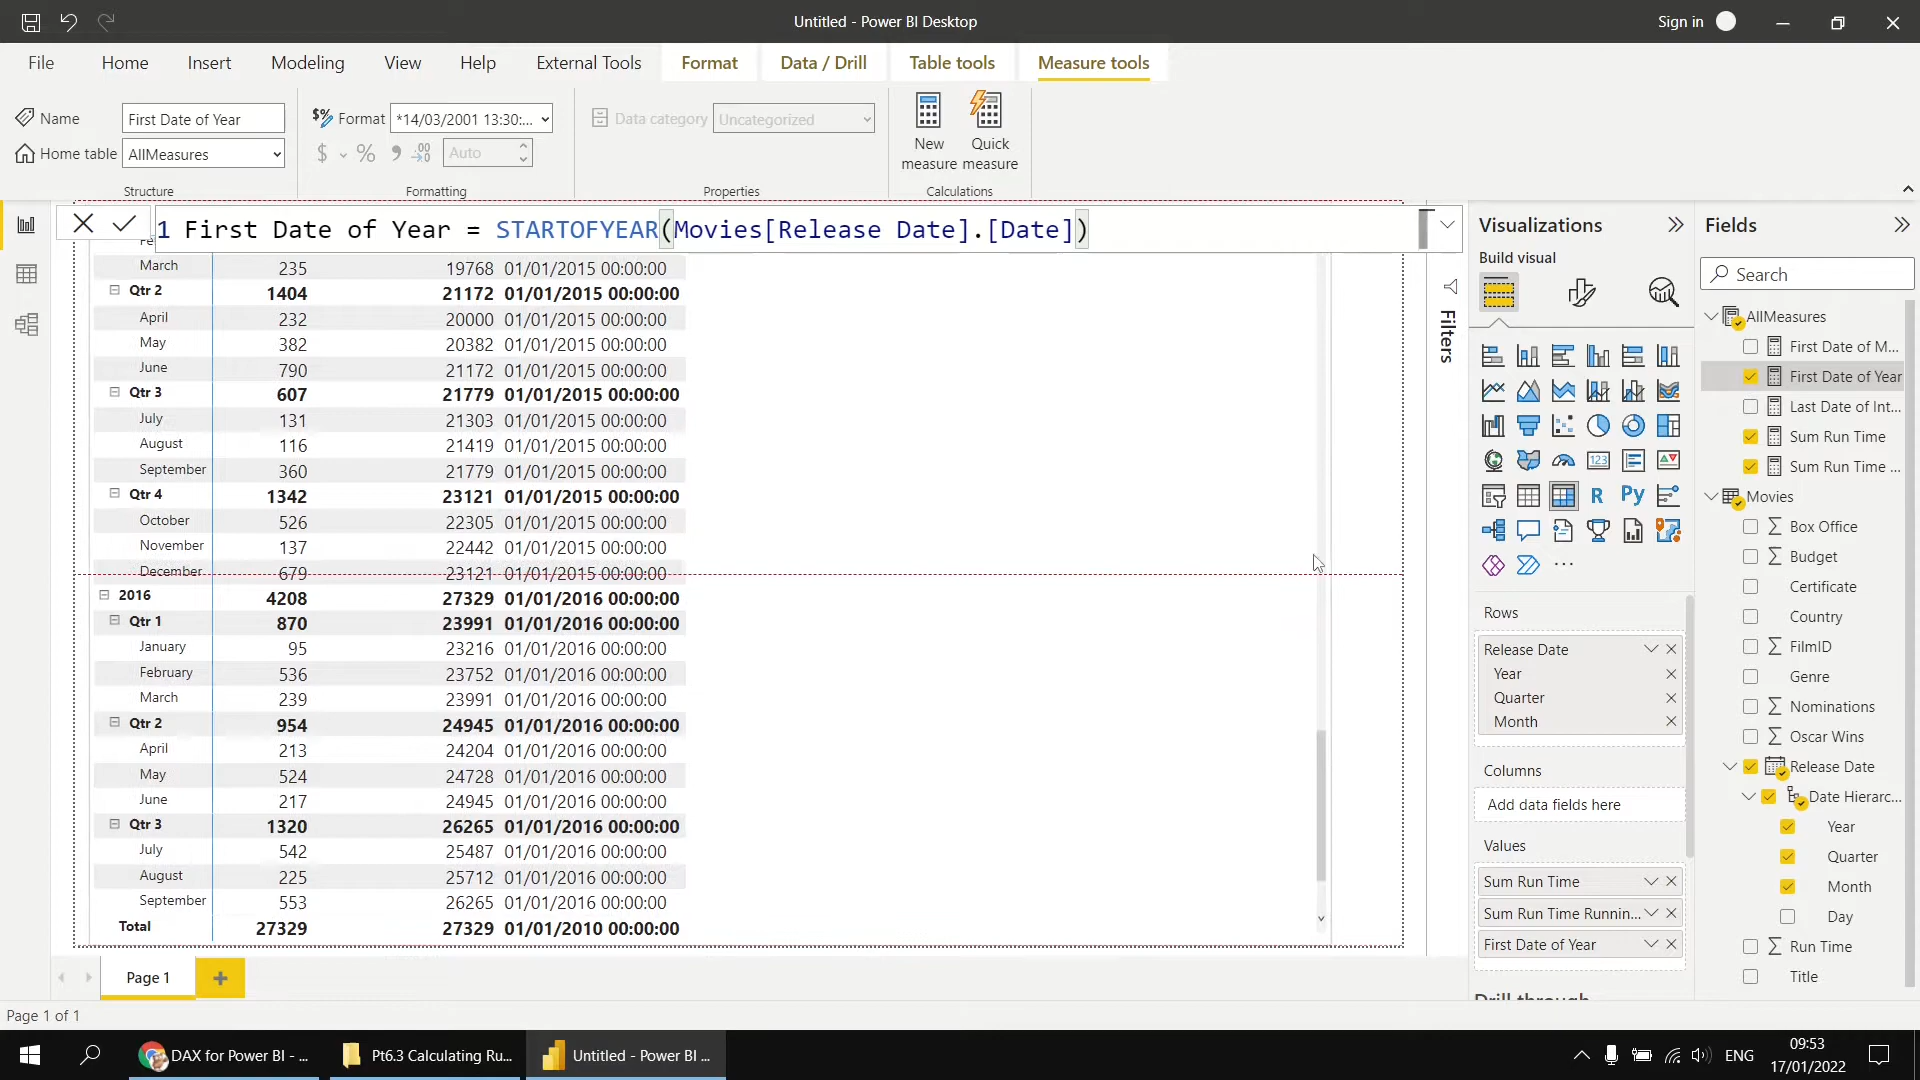 Untitled - Power BI Desktop
Sign in
File Home Insert Modeling View Help External Tools Format Data / Drill Table tools Measure tools
Name First Date of Year
Home table AllMeasures
Structure
Format *14/03/2001 13:30:...
$ % Auto
Formatting
Data category Uncategorized
Properties
New measure
Quick measure
Calculations
1 First Date of Year = STARTOFYEAR(Movies[Release Date].[Date])
March 235 19768 01/01/2015 00:00:00
Qtr 2 1404 21172 01/01/2015 00:00:00
April 232 20000 01/01/2015 00:00:00
May 382 20382 01/01/2015 00:00:00
June 790 21172 01/01/2015 00:00:00
Qtr 3 607 21779 01/01/2015 00:00:00
July 131 21303 01/01/2015 00:00:00
August 116 21419 01/01/2015 00:00:00
September 360 21779 01/01/2015 00:00:00
Qtr 4 1342 23121 01/01/2015 00:00:00
October 526 22305 01/01/2015 00:00:00
November 137 22442 01/01/2015 00:00:00
December 679 23121 01/01/2015 00:00:00
2016 4208 27329 01/01/2016 00:00:00
Qtr 1 870 23991 01/01/2016 00:00:00
January 95 23216 01/01/2016 00:00:00
February 536 23752 01/01/2016 00:00:00
March 239 23991 01/01/2016 00:00:00
Qtr 2 954 24945 01/01/2016 00:00:00
April 213 24204 01/01/2016 00:00:00
May 524 24728 01/01/2016 00:00:00
June 217 24945 01/01/2016 00:00:00
Qtr 3 1320 26265 01/01/2016 00:00:00
July 542 25487 01/01/2016 00:00:00
August 225 25712 01/01/2016 00:00:00
September 553 26265 01/01/2016 00:00:00
Total 27329 27329 01/01/2010 00:00:00
Filters
Visualizations
Build visual
123
R
Py
Rows
Release Date
Year
Quarter
Month
Columns
Add data fields here
Values
Sum Run Time
Sum Run Time Runnin...
First Date of Year
Drill through
Fields
Search
AllMeasures
First Date of M...
First Date of Year
Last Date of Int...
Sum Run Time
Sum Run Time ...
Movies
Box Office
Budget
Certificate
Country
FilmID
Genre
Nominations
Oscar Wins
Release Date
Date Hierarc...
Year
Quarter
Month
Day
Run Time
Title
Page 1
Page 1 of 1
DAX for Power BI - ...
Pt6.3 Calculating Ru...
Untitled - Power BI ...
ENG
09:53
17/01/2022